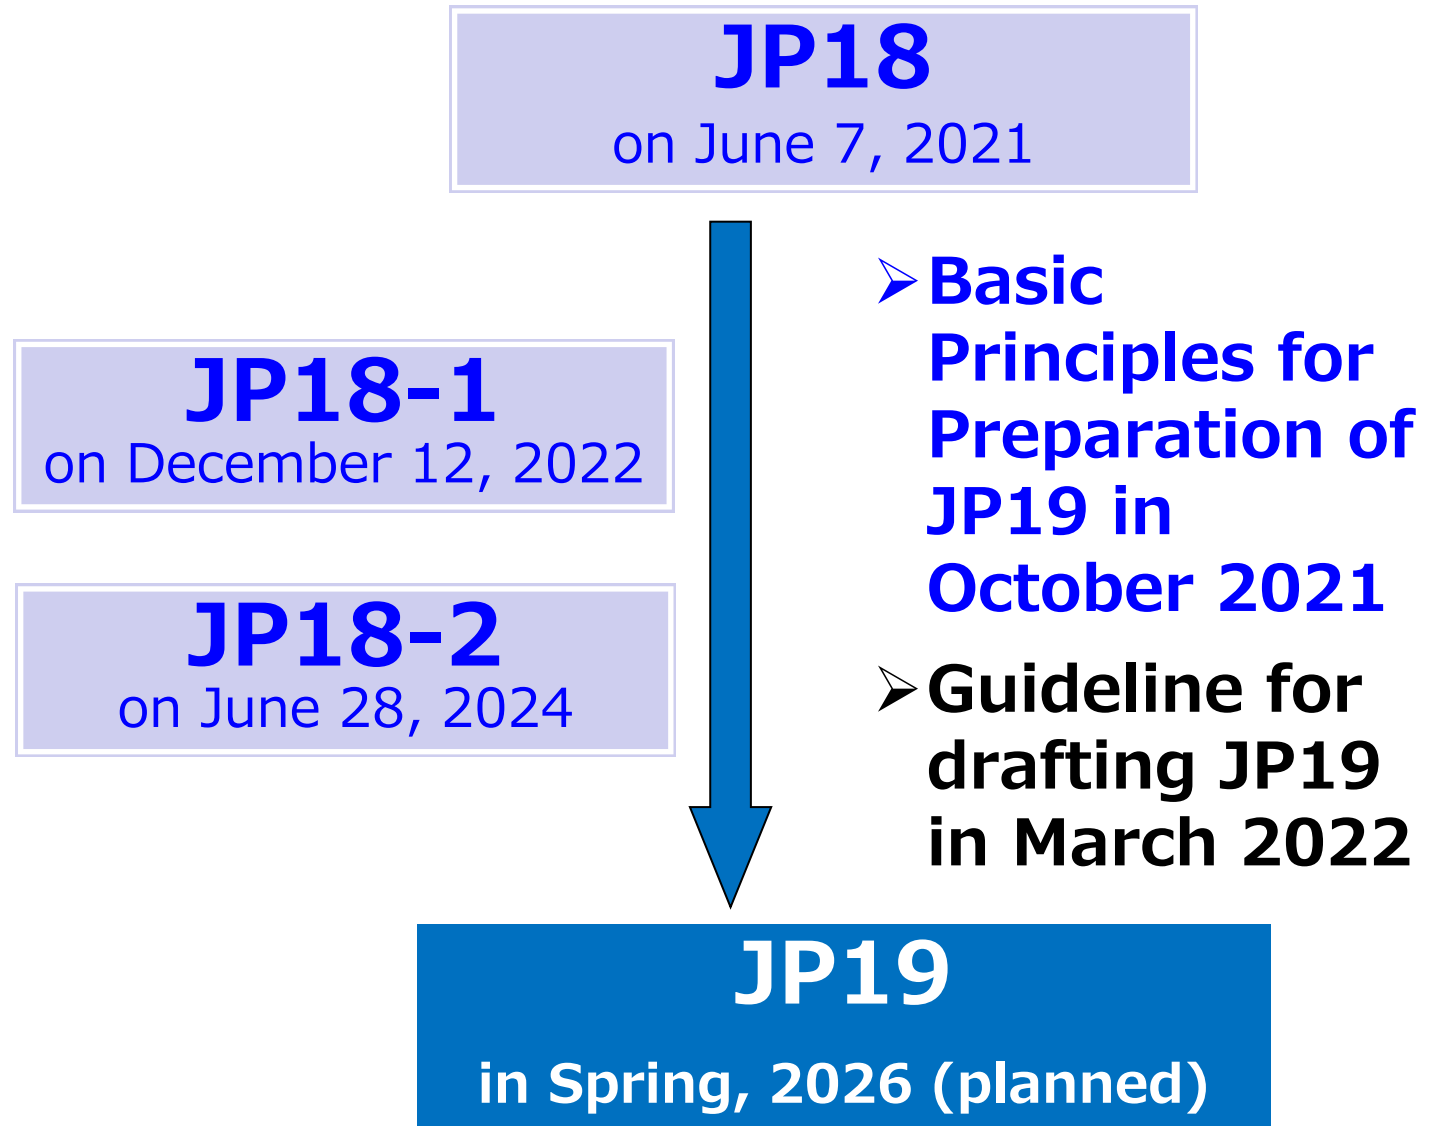 JP18
on June 7, 2021
JP18-1
on December 12, 2022
JP18-2
on June 28, 2024
Basic
Principles for
Preparation of
JP19 in
October 2021
Guideline for
drafting JP19
in March 2022
JP19
in Spring, 2026 (planned)